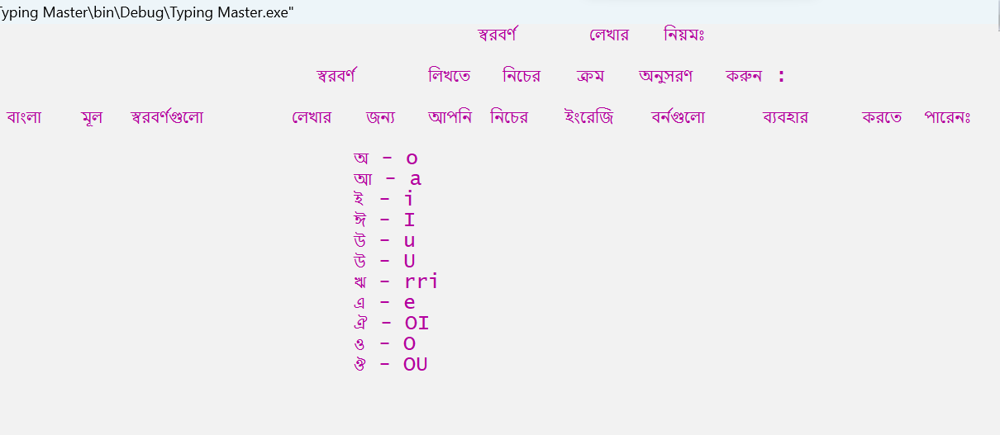 Typing Master\bin\Debug\Typing Master.exe"
স্বরবর্ণ লেখার নিয়মঃ
স্বরবর্ণ লিখতে নিচের ক্রম অনুসরণ করুন :
বাংলা মূল স্বরবর্ণগুলো লেখার জন্য আপনি নিচের ইংরেজি বর্নগুলো ব্যবহার করতে পারেনঃ
অ - o
আ - a
ই - i
ঈ - I
উ - u
উ - U
ঋ - rri
এ - e
ঐ - OI
ও - O
ঔ - OU